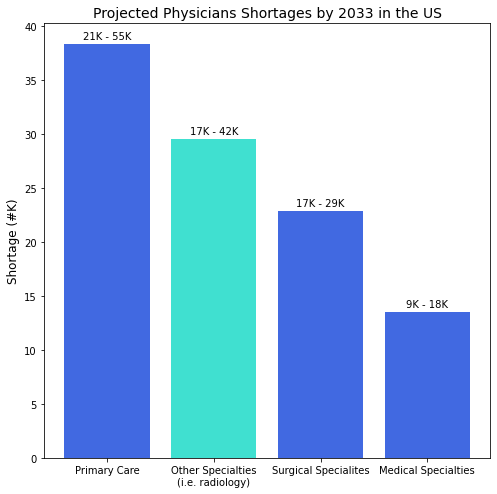 Projected Physicians Shortages by 2033 in the US
40
35
30
25
20
15
10
5
0
Shortage (#K)
21K - 55K
17K - 42K
17K - 29K
9K - 18K
Primary Care
Other Specialties
(i.e. radiology)
Surgical Specialites
Medical Specialties